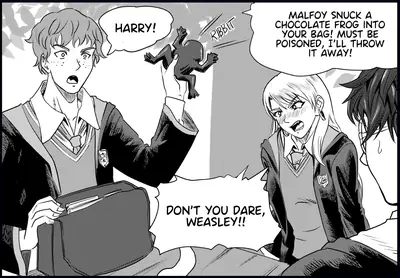 HARRY!
RIBBIT
MALFOY SNUCK A
CHOCOLATE FROG INTO
YOUR BAG! MUST BE
POISONED, I'LL THROW
IT AWAY!
DON'T YOU DARE,
WEASLEY!!